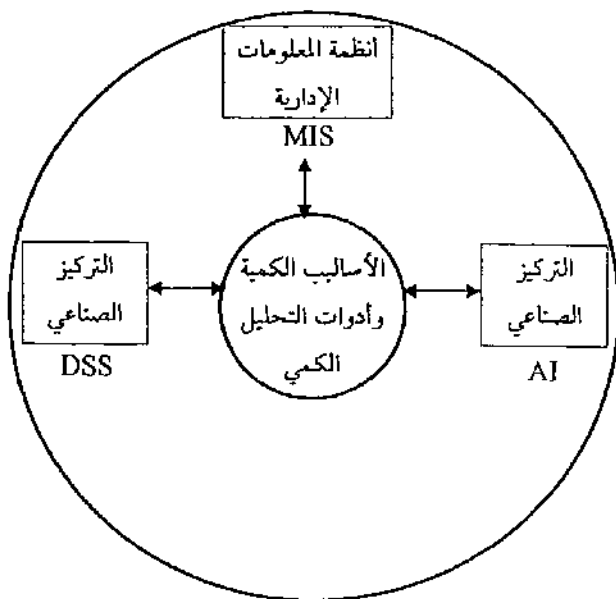 أنظمة المعلومات
الإدارية
MIS
الأساليب الكمية
وأدوات التحليل
الكمي
التركيز
الصناعي
AI
التركيز
الصناعي
DSS